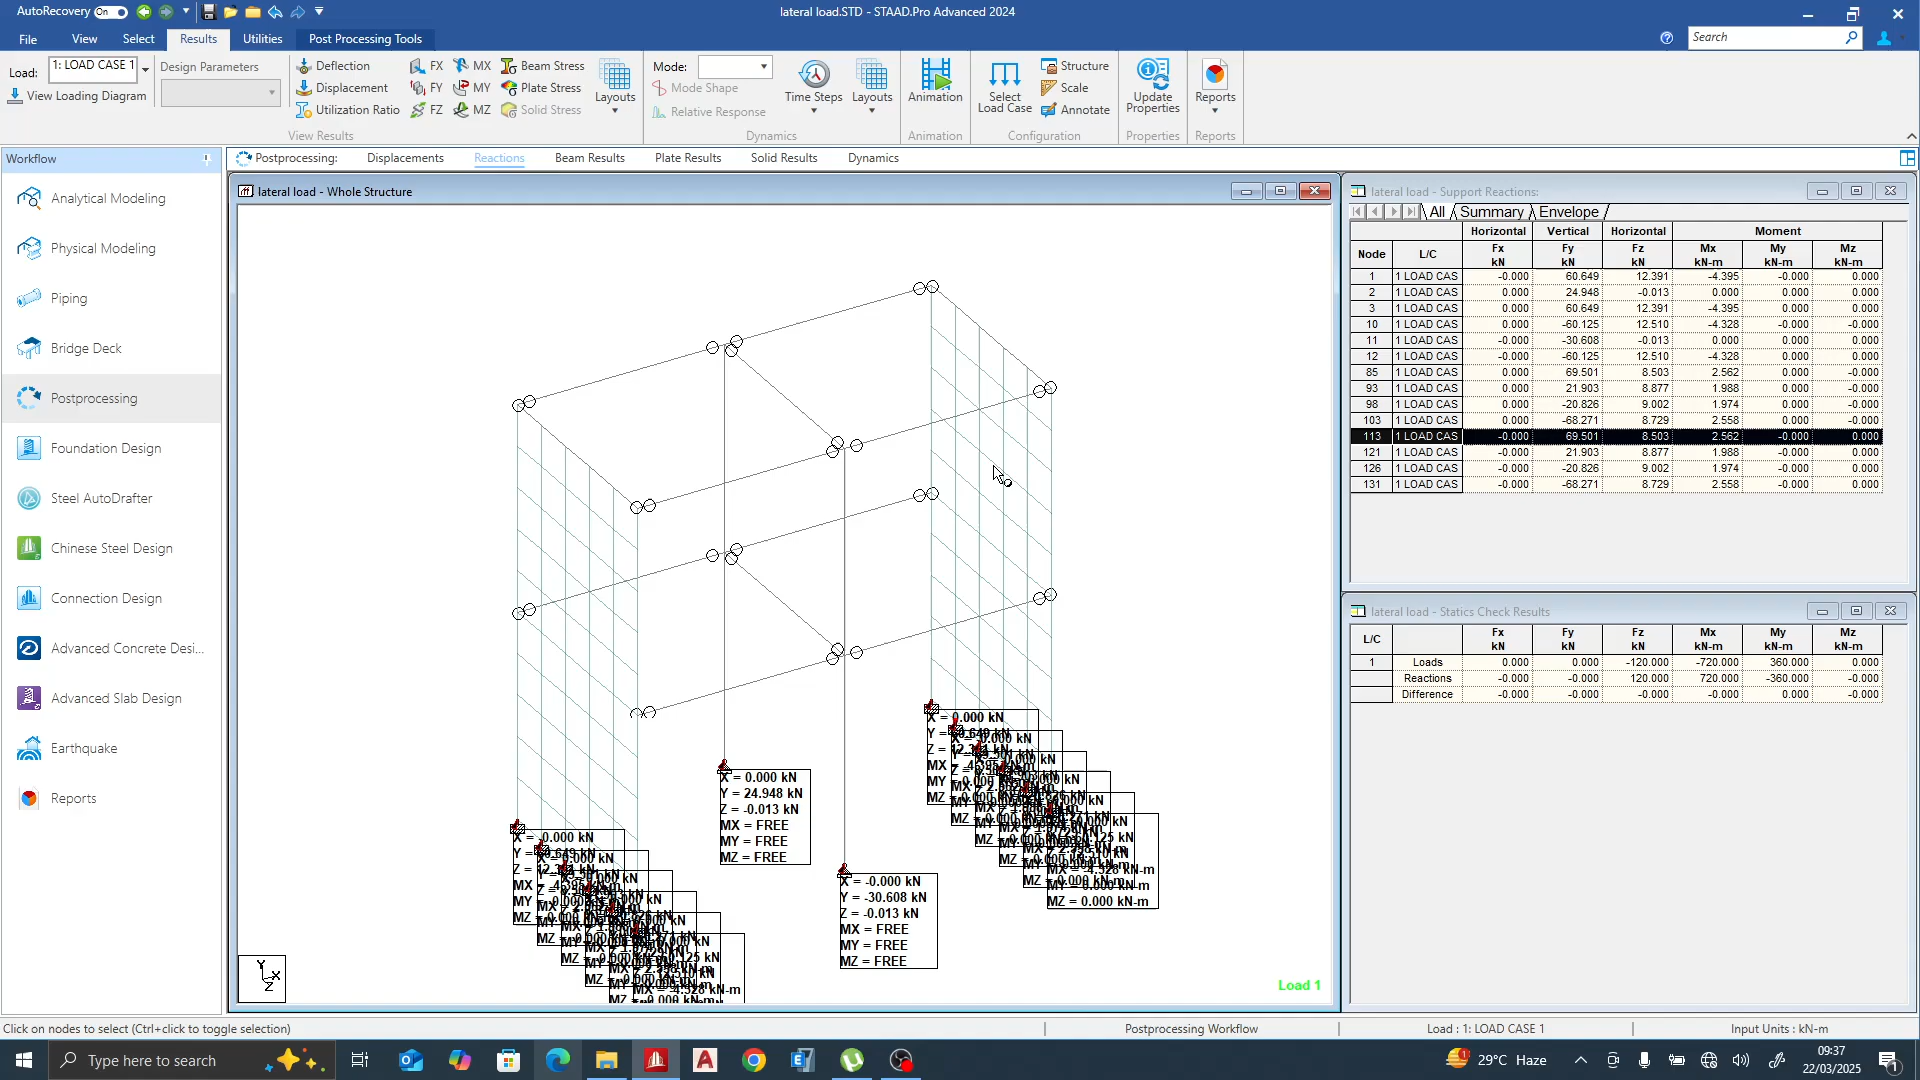 AutoRecovery On
lateral load.STD - STAAD.Pro Advanced 2024
File View Select Results Utilities Post Processing Tools
Search
Load: 1: LOAD CASE 1
View Loading Diagram
Design Parameters
Deflection
Displacement
Utilization Ratio
FX MX
FY MY
FZ MZ
Beam Stress
Plate Stress
Solid Stress
Layouts
View Results
Mode:
Mode Shape
Relative Response
Time Steps
Layouts
Dynamics
Animation
Animation
Select Load Case
Structure
Scale
Annotate
Configuration
Update Properties
Properties
Reports
Reports
Workflow
Analytical Modeling
Physical Modeling
Piping
Bridge Deck
Postprocessing
Foundation Design
Steel AutoDrafter
Chinese Steel Design
Connection Design
Advanced Concrete Desi...
Advanced Slab Design
Earthquake
Reports
Postprocessing: Displacements Reactions Beam Results Plate Results Solid Results Dynamics
lateral load - Whole Structure
X = 0.000 kN
Y = 24.948 kN
Z = -0.013 kN
MX = FREE
MY = FREE
MZ = FREE
X = -0.000 kN
Y = -30.608 kN
Z = -0.013 kN
MX = FREE
MY = FREE
MZ = FREE
MZ = 0.000 kN-m
Y
X
Z
Load 1
lateral load - Support Reactions:
All Summary Envelope
Horizontal Vertical Horizontal Moment
Node L/C Fx kN Fy kN Fz kN Mx kN-m My kN-m Mz kN-m
1 1 LOAD CAS -0.000 60.649 12.391 -4.395 -0.000 0.000
2 1 LOAD CAS 0.000 24.948 -0.013 0.000 0.000 0.000
3 1 LOAD CAS 0.000 60.649 12.391 -4.395 0.000 -0.000
10 1 LOAD CAS 0.000 -60.125 12.510 -4.328 -0.000 -0.000
11 1 LOAD CAS -0.000 -30.608 -0.013 0.000 0.000 0.000
12 1 LOAD CAS -0.000 -60.125 12.510 -4.328 0.000 0.000
85 1 LOAD CAS 0.000 69.501 8.503 2.562 0.000 -0.000
93 1 LOAD CAS 0.000 21.903 8.877 1.988 0.000 -0.000
98 1 LOAD CAS 0.000 -20.826 9.002 1.974 0.000 -0.000
103 1 LOAD CAS 0.000 -68.271 8.729 2.558 0.000 -0.000
113 1 LOAD CAS -0.000 69.501 8.503 2.562 -0.000 0.000
121 1 LOAD CAS -0.000 21.903 8.877 1.988 -0.000 0.000
126 1 LOAD CAS -0.000 -20.826 9.002 1.974 -0.000 0.000
131 1 LOAD CAS -0.000 -68.271 8.729 2.558 -0.000 0.000
lateral load - Statics Check Results
L/C Fx kN Fy kN Fz kN Mx kN-m My kN-m Mz kN-m
1 Loads 0.000 0.000 -120.000 -720.000 360.000 0.000
Reactions -0.000 -0.000 120.000 720.000 -360.000 -0.000
Difference -0.000 -0.000 -0.000 -0.000 0.000 -0.000
Click on nodes to select (Ctrl+click to toggle selection)
Postprocessing Workflow
Load : 1: LOAD CASE 1
Input Units : kN-m
Type here to search
29°C Haze
09:37
22/03/2025